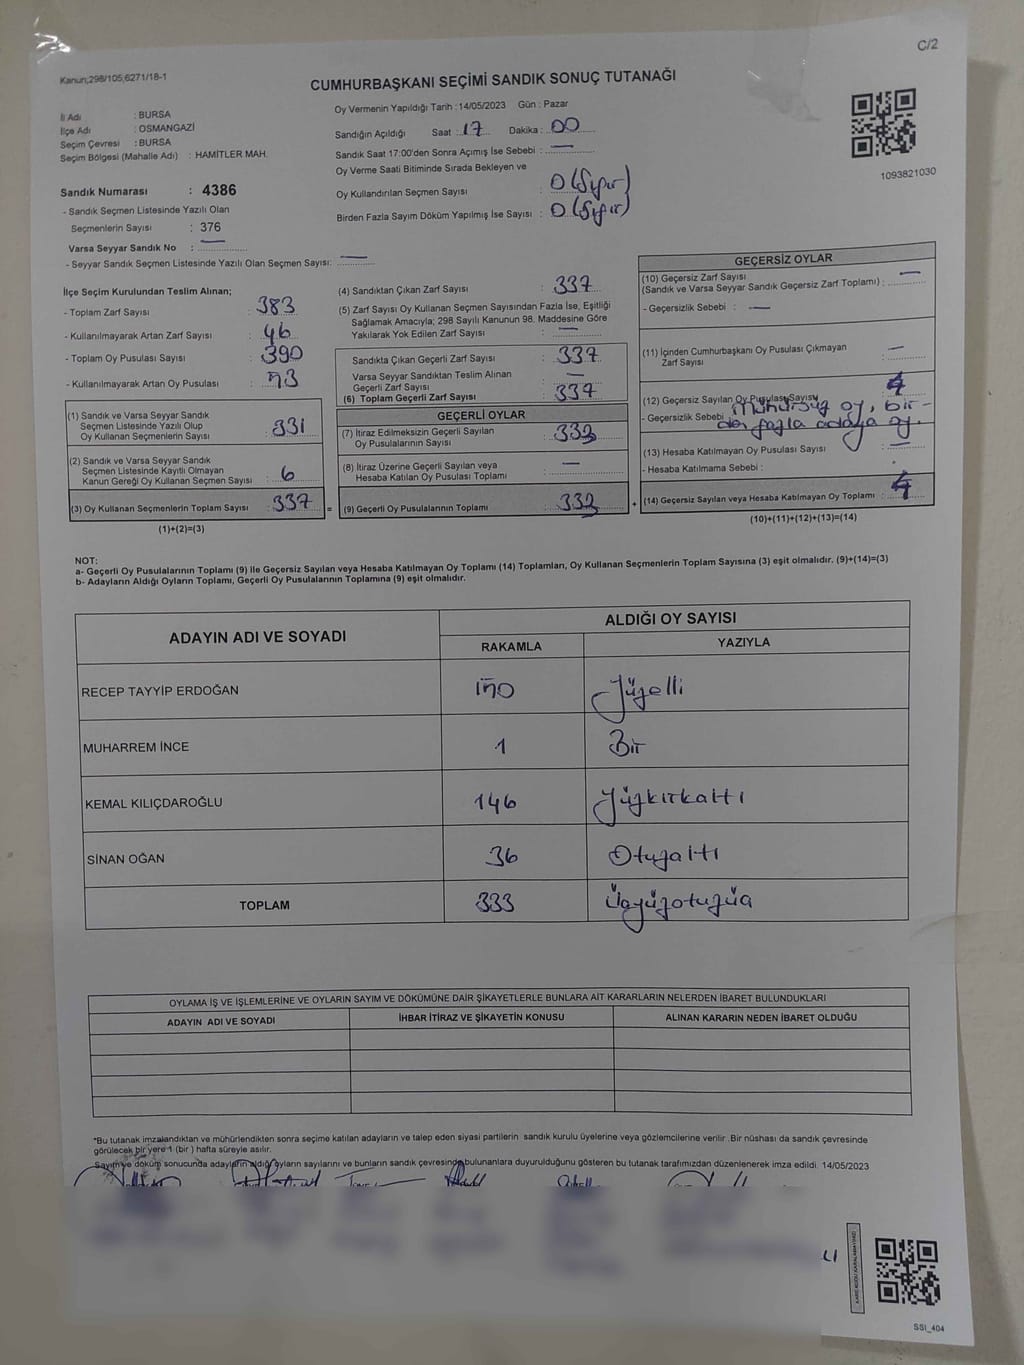 C/2
Kanun;298/105;6271/18-1
CUMHURBAŞKANI SEÇİMİ SANDIK SONUÇ TUTANAĞI
İl Adı : BURSA
İlçe Adı : OSMANGAZİ
Seçim Çevresi : BURSA
Seçim Bölgesi (Mahalle Adı) : HAMİTLER MAH.
Sandık Numarası : 4386
- Sandık Seçmen Listesinde Yazılı Olan
Seçmenlerin Sayısı : 376
Varsa Seyyar Sandık No : —
- Seyyar Sandık Seçmen Listesinde Yazılı Olan Seçmen Sayısı: —
Oy Vermenin Yapıldığı Tarih :14/05/2023 Gün : Pazar
Sandığın Açıldığı Saat : 17 Dakika : 00
Sandık Saat 17:00'den Sonra Açımış İse Sebebi : —
Oy Verme Saati Bitiminde Sırada Bekleyen ve
Oy Kullandırılan Seçmen Sayısı : 0 (Sıfır)
Birden Fazla Sayım Döküm Yapılmış İse Sayısı : 0 (Sıfır)
1093821030
İlçe Seçim Kurulundan Teslim Alınan;
- Toplam Zarf Sayısı : 383
- Kullanılmayarak Artan Zarf Sayısı : 46
- Toplam Oy Pusulası Sayısı : 390
- Kullanılmayarak Artan Oy Pusulası : 53
(1) Sandık ve Varsa Seyyar Sandık
Seçmen Listesinde Yazılı Olup
Oy Kullanan Seçmenlerin Sayısı : 331
(2) Sandık ve Varsa Seyyar Sandık
Seçmen Listesinde Kayıtlı Olmayan
Kanun Gereği Oy Kullanan Seçmen Sayısı : 6
(3) Oy Kullanan Seçmenlerin Toplam Sayısı : 337
(1)+(2)=(3)
(4) Sandıktan Çıkan Zarf Sayısı : 337
(5) Zarf Sayısı Oy Kullanan Seçmen Sayısından Fazla İse, Eşitliği
Sağlamak Amacıyla; 298 Sayılı Kanunun 98. Maddesine Göre
Yakılarak Yok Edilen Zarf Sayısı : —
Sandıkta Çıkan Geçerli Zarf Sayısı : 337
Varsa Seyyar Sandıktan Teslim Alınan
Geçerli Zarf Sayısı : —
(6) Toplam Geçerli Zarf Sayısı : 337
GEÇERLİ OYLAR
(7) İtiraz Edilmeksizin Geçerli Sayılan
Oy Pusulalarının Sayısı : 333
(8) İtiraz Üzerine Geçerli Sayılan veya
Hesaba Katılan Oy Pusulası Toplamı : —
= (9) Geçerli Oy Pusulalarının Toplamı : 333
GEÇERSİZ OYLAR
(10) Geçersiz Zarf Sayısı
(Sandık ve Varsa Seyyar Sandık Geçersiz Zarf Toplamı) : —
- Geçersizlik Sebebi : —
(11) İçinden Cumhurbaşkanı Oy Pusulası Çıkmayan
Zarf Sayısı : —
(12) Geçersiz Sayılan Oy Pusulası Sayısı : 4
- Geçersizlik Sebebi : Mühürsüz oy, bir-
den fazla adaya oy.
(13) Hesaba Katılmayan Oy Pusulası Sayısı : —
- Hesaba Katılmama Sebebi :
+ (14) Geçersiz Sayılan veya Hesaba Katılmayan Oy Toplamı : 4
(10)+(11)+(12)+(13)=(14)
NOT:
a- Geçerli Oy Pusulalarının Toplamı (9) ile Geçersiz Sayılan veya Hesaba Katılmayan Oy Toplamı (14) Toplamları, Oy Kullanan Seçmenlerin Toplam Sayısına (3) eşit olmalıdır. (9)+(14)=(3)
b- Adayların Aldığı Oyların Toplamı, Geçerli Oy Pusulalarının Toplamına (9) eşit olmalıdır.
ADAYIN ADI VE SOYADI ALDIĞI OY SAYISI
RAKAMLA YAZIYLA
RECEP TAYYİP ERDOĞAN 150 Yüzelli
MUHARREM İNCE 1 Bir
KEMAL KILIÇDAROĞLU 146 Yüzkırkaltı
SİNAN OĞAN 36 Otuzaltı
TOPLAM 333 Üçyüzotuzüç
OYLAMA İŞ VE İŞLEMLERİNE VE OYLARIN SAYIM VE DÖKÜMÜNE DAİR ŞİKAYETLERLE BUNLARA AİT KARARLARIN NELERDEN İBARET BULUNDUKLARI
ADAYIN ADI VE SOYADI İHBAR İTİRAZ VE ŞİKAYETİN KONUSU ALINAN KARARIN NEDEN İBARET OLDUĞU
*Bu tutanak imzalandıktan ve mühürlendikten sonra seçime katılan adayların ve talep eden siyasi partilerin sandık kurulu üyelerine veya gözlemcilerine verilir .Bir nüshası da sandık çevresinde
görülecek bir yere 1 (bir ) hafta süreyle asılır.
Sayım ve döküm sonucunda adayların aldığı oyların sayılarını ve bunların sandık çevresinde bulunanlara duyurulduğunu gösteren bu tutanak tarafımızdan düzenlenerek imza edildi. 14/05/2023
SSI_404